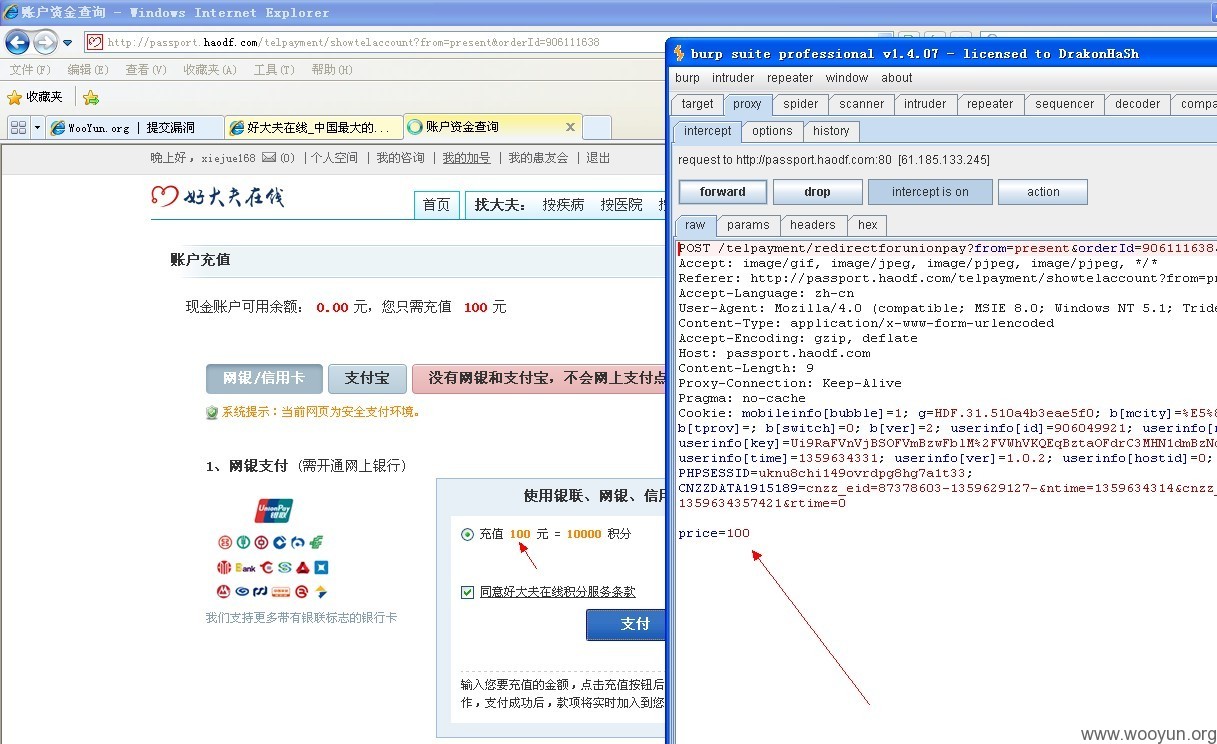 账户资金查询 - Windows Internet Explorer
http://passport.haodf.com/telpayment/showtelaccount?from=present&orderId=906111638
文件(F) 编辑(E) 查看(V) 收藏夹(A) 工具(T) 帮助(H)
收藏夹
WooYun.org | 提交漏洞 好大夫在线_中国最大的... 账户资金查询 X
晚上好，xiejue168 (0) | 个人空间 | 我的咨询 | 我的加号 | 我的患友会 | 退出
好大夫在线
首页 找大夫： 按疾病 按医院
账户充值
现金账户可用余额： 0.00 元，您只需充值 100 元
网银/信用卡 支付宝 没有网银和支付宝，不会网上支付点
系统提示：当前网页为安全支付环境。
1、网银支付 (需开通网上银行)
UnionPay
银联
Bank
我们支持更多带有银联标志的银行卡
使用银联、网银、信用
充值 100 元 = 10000 积分
同意好大夫在线积分服务条款
支付
输入您要充值的金额，点击充值按钮后
作，支付成功后，款项将实时加入到您
burp suite professional v1.4.07 - licensed to DrakonHaSh
burp intruder repeater window about
target proxy spider scanner intruder repeater sequencer decoder compa
intercept options history
request to http://passport.haodf.com:80 [61.185.133.245]
forward drop intercept is on action
raw params headers hex
POST /telpayment/redirectforunionpay?from=present&orderId=906111638
Accept: image/gif, image/jpeg, image/pjpeg, image/pjpeg, */*
Referer: http://passport.haodf.com/telpayment/showtelaccount?from=pr
Accept-Language: zh-cn
User-Agent: Mozilla/4.0 (compatible; MSIE 8.0; Windows NT 5.1; Tride
Content-Type: application/x-www-form-urlencoded
Accept-Encoding: gzip, deflate
Host: passport.haodf.com
Content-Length: 9
Proxy-Connection: Keep-Alive
Pragma: no-cache
Cookie: mobileinfo[bubble]=1; g=HDF.31.510a4b3eae5f0; b[mcity]=%E5%8
b[tprov]=; b[switch]=0; b[ver]=2; userinfo[id]=906049921; userinfo[n
userinfo[key]=Ui9RaFVnVjBSOFVmBzwFblM%2FVWhVKQEqBztaOFdrC3MHN1dmBzNo
userinfo[time]=1359634331; userinfo[ver]=1.0.2; userinfo[hostid]=0;
PHPSESSID=uknu8chi149ovrdpg8hg7a1t33;
CNZZDATA1915189=cnzz_eid=87378603-1359629127-&ntime=1359634314&cnzz_
1359634357421&rtime=0
price=100
www.wooyun.org